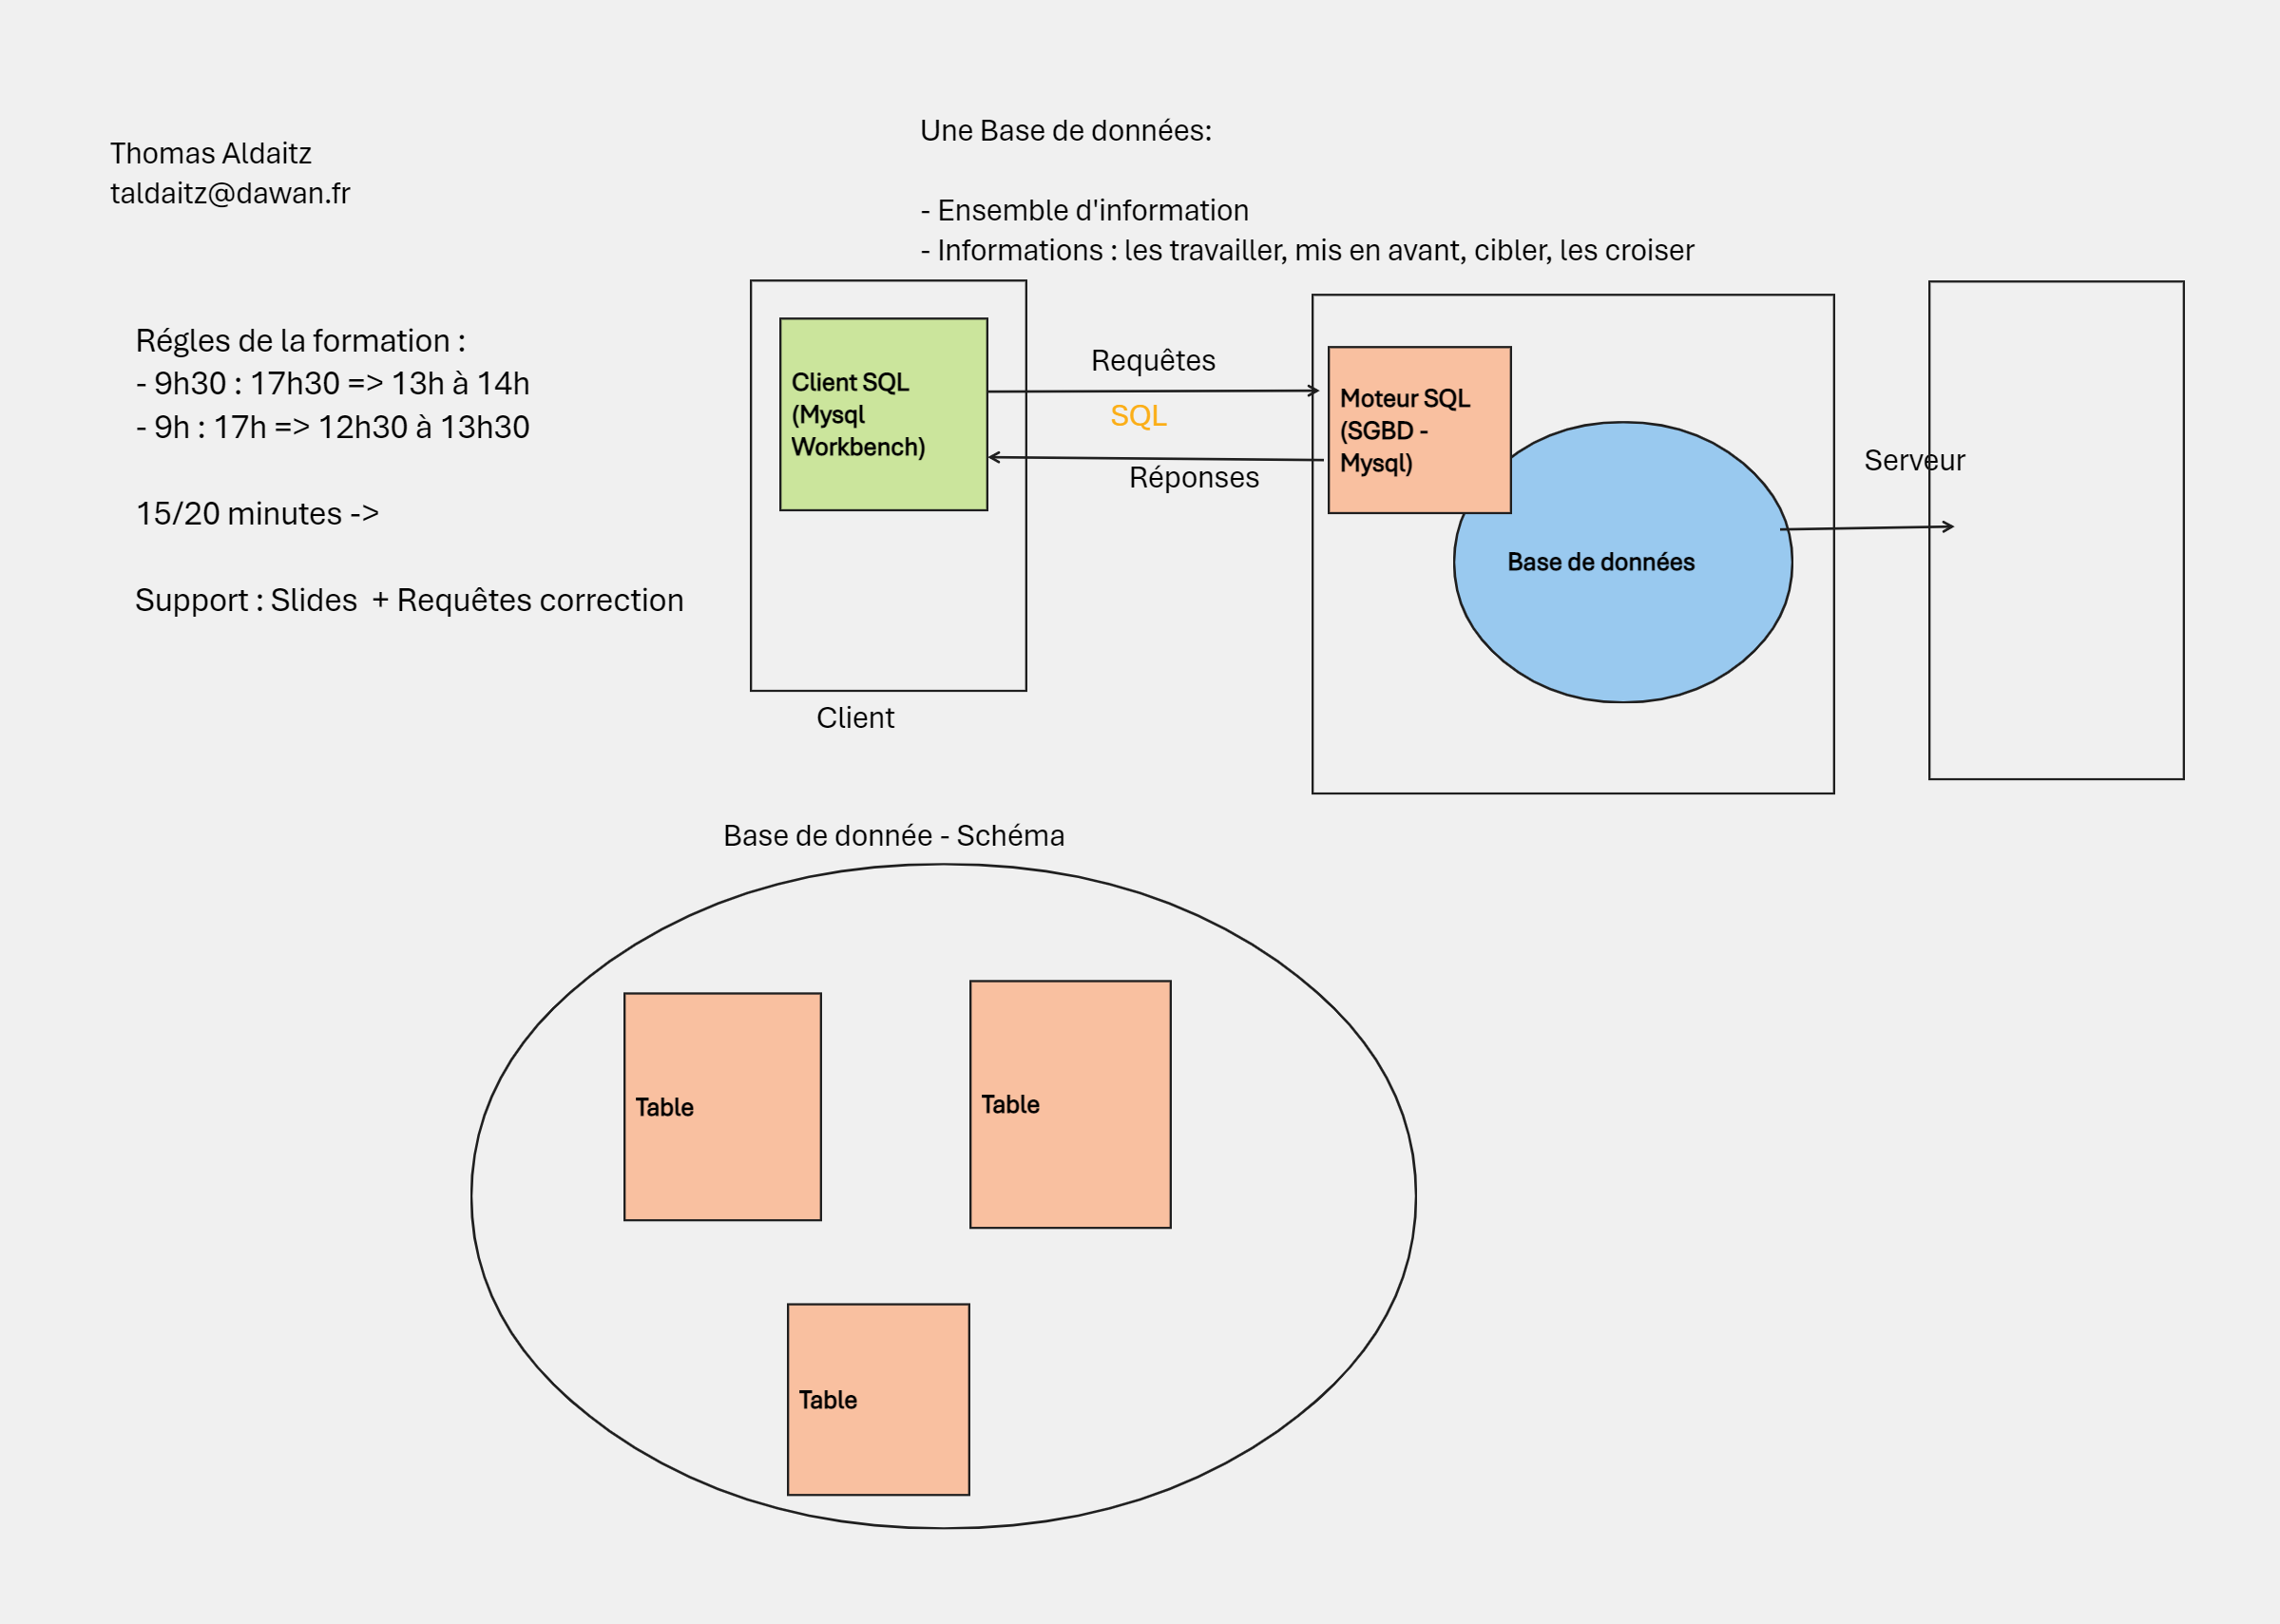 Thomas Aldaitz
taldaitz@dawan.fr
Régles de la formation :
- 9h30 : 17h30 => 13h à 14h
- 9h : 17h => 12h30 à 13h30
15/20 minutes ->
Support : Slides  + Requêtes correction
Une Base de données:
- Ensemble d'information
- Informations : les travailler, mis en avant, cibler, les croiser
Client SQL
(Mysql
Workbench)
Client
Requêtes
SQL
Réponses
Moteur SQL
(SGBD -
Mysql)
Base de données
Serveur
Base de donnée - Schéma
Table
Table
Table